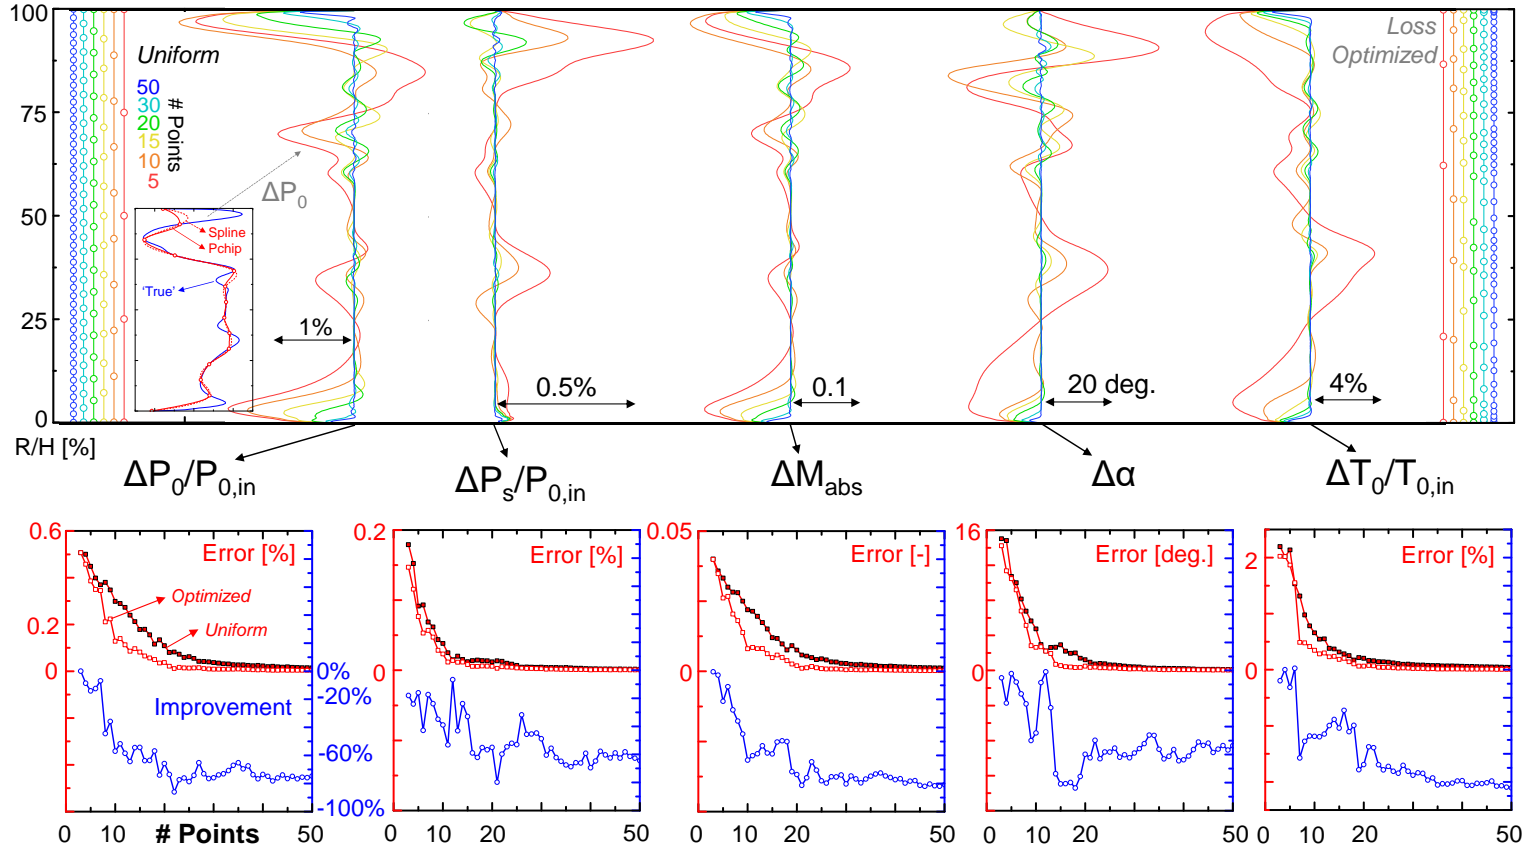 100
75
50
25
0
R/H [%]
Uniform
50
30
20
15
10
5
# Points
ΔP0
Spline
Pchip
'True'
1%
0.5%
0.1
20 deg.
4%
Loss
Optimized
ΔP0/P0,in
ΔPs/P0,in
ΔMabs
Δα
ΔT0/T0,in
0.6
0.2
0
Error [%]
Optimized
Uniform
Improvement
0%
-20%
-60%
-100%
0 10 # Points 50
0.2
0
Error [%]
0 10 20 50
0.05
0
Error [-]
0 10 20 50
16
0
Error [deg.]
0 10 20 50
2
0
Error [%]
0 10 20 50